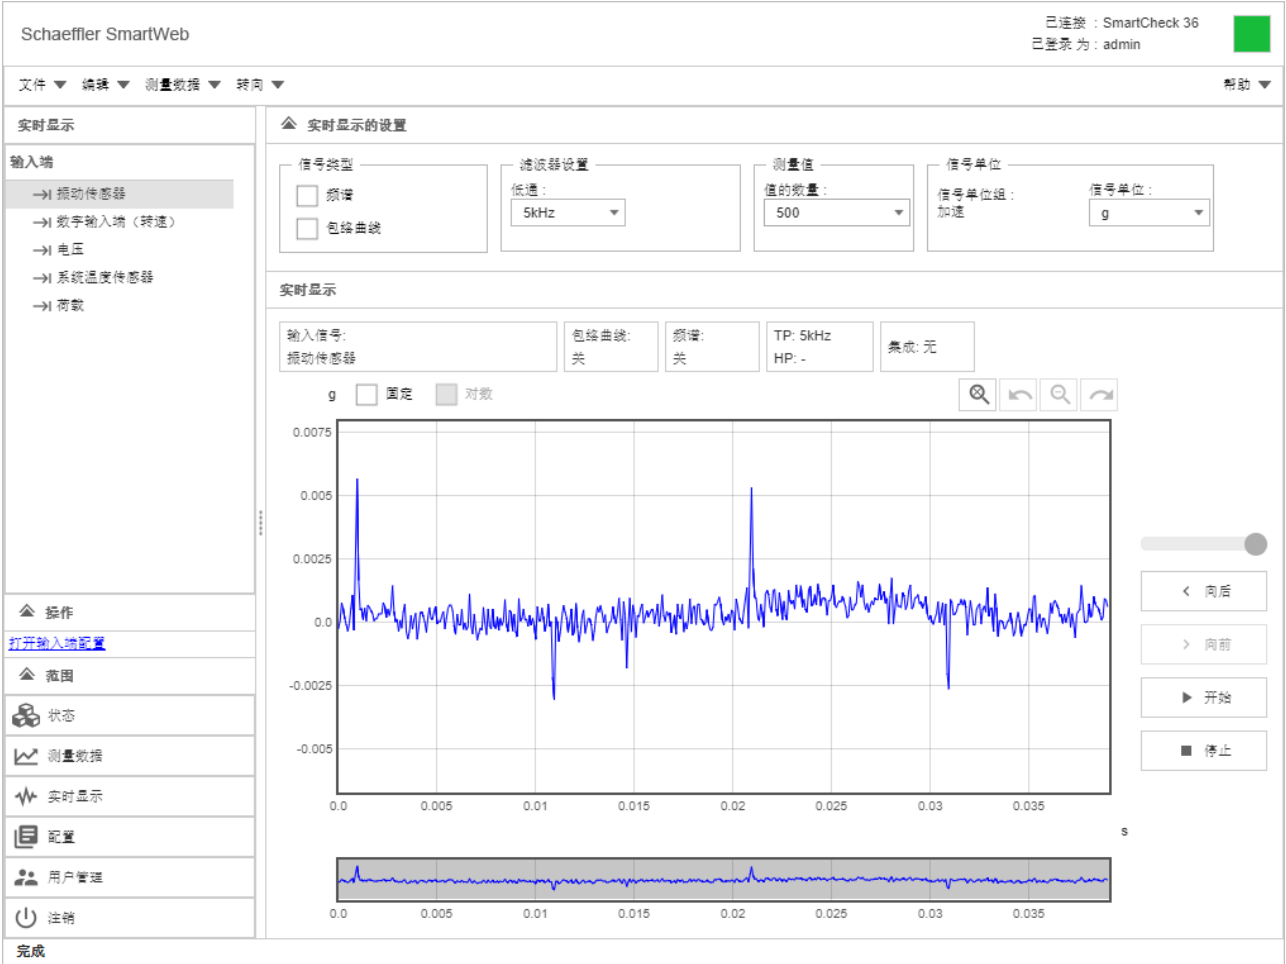 Schaeffler SmartWeb
已连接 : SmartCheck 36
已登录 为 : admin
文件 编辑 测量数据 转向 帮助
实时显示
输入端
振动传感器
数字输入端（转速）
电压
系统温度传感器
荷载
操作
打开输入端配置
范围
状态
测量数据
实时显示
配置
用户管理
注销
实时显示的设置
信号类型
频谱
包络曲线
滤波器设置
低通 :
5kHz
测量值
值的数量 :
500
信号单位
信号单位组 :
加速
信号单位 :
g
实时显示
输入信号:
振动传感器
包络曲线:
关
频谱:
关
TP: 5kHz
HP: -
集成: 无
g 固定 对数
0.0075
0.005
0.0025
0.0
-0.0025
-0.005
0.0 0.005 0.01 0.015 0.02 0.025 0.03 0.035
s
0.0 0.005 0.01 0.015 0.02 0.025 0.03 0.035
向后
向前
开始
停止
完成